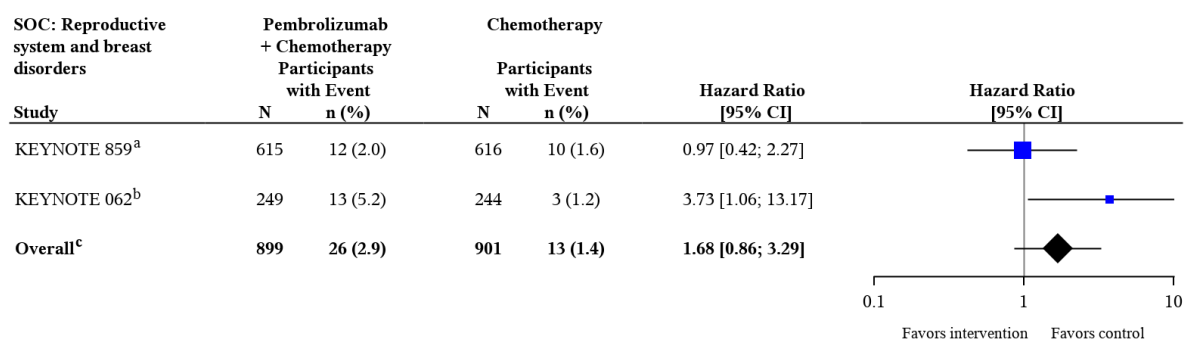 SOC: Reproductive system and breast disorders
Pembrolizumab + Chemotherapy
Chemotherapy
Participants with Event
Participants with Event
Hazard Ratio
Hazard Ratio
Study N n (%) N n (%) [95% CI] [95% CI]
KEYNOTE 859a 615 12 (2.0) 616 10 (1.6) 0.97 [0.42; 2.27]
KEYNOTE 062b 249 13 (5.2) 244 3 (1.2) 3.73 [1.06; 13.17]
Overallc 899 26 (2.9) 901 13 (1.4) 1.68 [0.86; 3.29]
0.1 1 10
Favors intervention Favors control